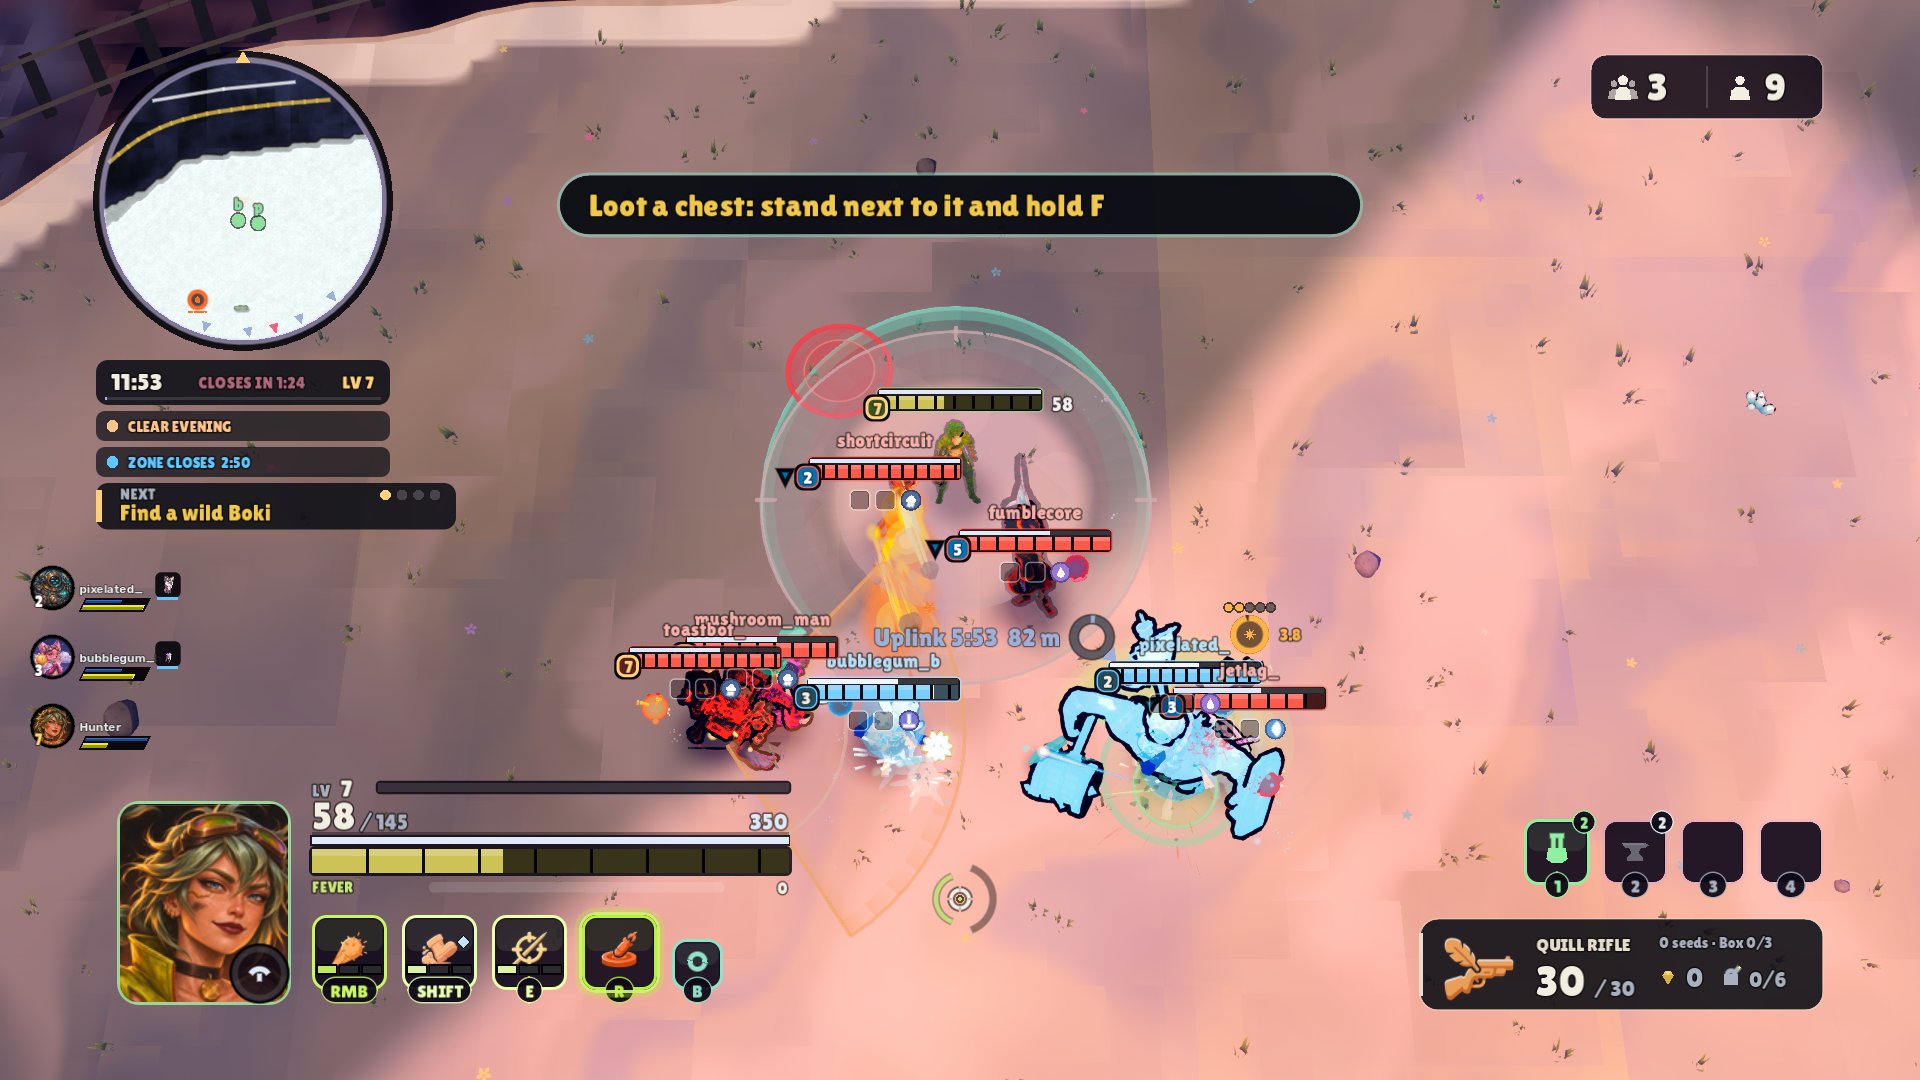 3 9
Loot a chest: stand next to it and hold F
b p
11:53 CLOSES IN 1:24 LV 7
CLEAR EVENING
ZONE CLOSES 2:50
NEXT
Find a wild Boki
7 58
shortcircuit
2
fumblecore
5
mushroom_man
toastbot_
7
Uplink 5:53 82 m
bubblegum_b
3
3.8
pixelated_
2
jetlag_
3
pixelated_
2
bubblegum_
3
Hunter
7
LV 7
58 / 145 350
FEVER 0
RMB SHIFT E R B
2 2
1 2 3 4
QUILL RIFLE 0 seeds · Box 0/3
30 / 30 0 0/6